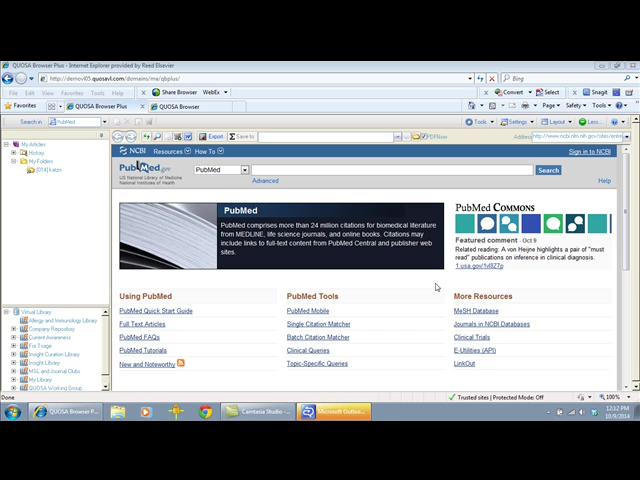 QUOSA Browser Plus - Internet Explorer provided by Reed Elsevier
http://demovl05.quosavl.com/domains/ma/qbplus/
Bing
File Edit View Favorites Tools Help
Share Browser WebEx
Search Select Snagit
Favorites QUOSA Browser Plus QUOSA Browser
Page Safety Tools
Search in PubMed
Tools Settings Layout Links
Export Save to
PDFNow
Address http://www.ncbi.nlm.nih.gov/sites/entrez
My Articles
History
My Folders
[014] katzn
NCBI Resources How To
Sign in to NCBI
PubMed.gov
US National Library of Medicine
National Institutes of Health
PubMed
Search
Advanced
Help
PubMed
PubMed comprises more than 24 million citations for biomedical literature
from MEDLINE, life science journals, and online books. Citations may
include links to full-text content from PubMed Central and publisher web
sites.
PubMed Commons
Featured comment - Oct 9
Related reading: A von Heijne highlights a pair of "must
read" publications on inference in clinical diagnosis.
1.usa.gov/1vl8Z7p
Using PubMed
PubMed Quick Start Guide
Full Text Articles
PubMed FAQs
PubMed Tutorials
New and Noteworthy
PubMed Tools
PubMed Mobile
Single Citation Matcher
Batch Citation Matcher
Clinical Queries
Topic-Specific Queries
More Resources
MeSH Database
Journals in NCBI Databases
Clinical Trials
E-Utilities (API)
LinkOut
Virtual Library
Allergy and Immunology Library
Company Repository
Current Awareness
For Triage
Insight Curation Library
Insight Library
MSL and Journal Clubs
My Library
QUOSA Working Group
Done
Trusted sites | Protected Mode: Off
100%
QUOSA Browser P...
Camtasia Studio - ...
Microsoft Outloo...
12:12 PM
10/9/2014